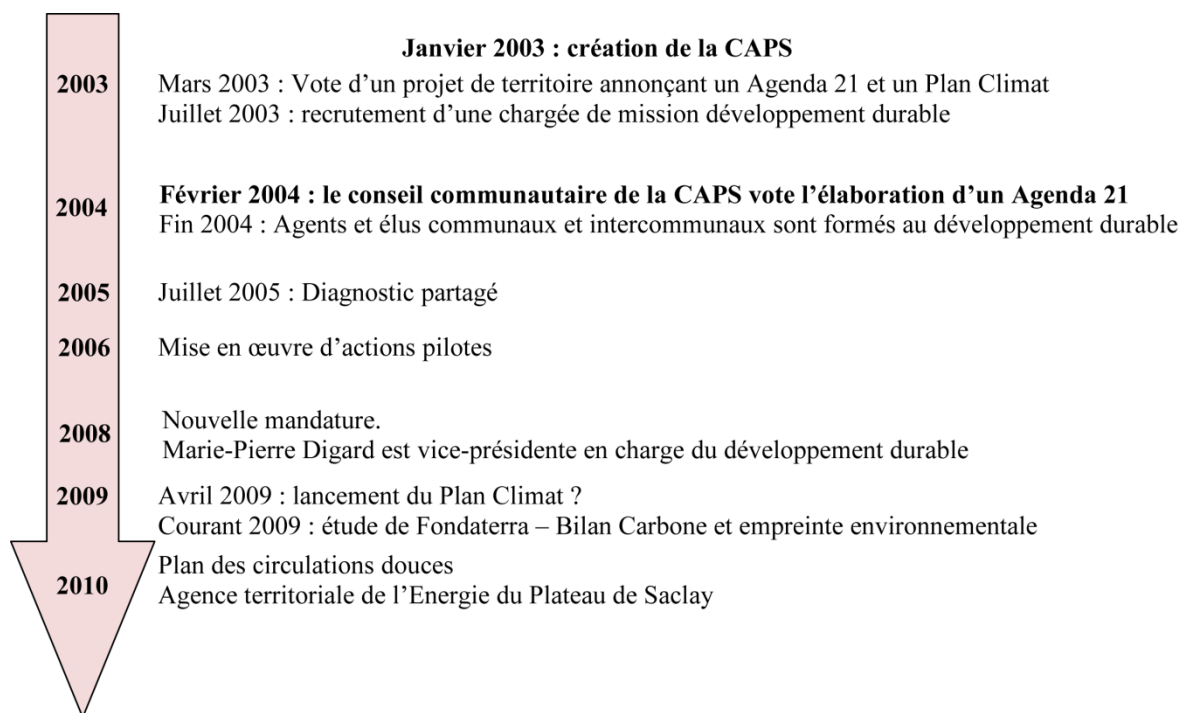 Janvier 2003 : création de la CAPS
2003
Mars 2003 : Vote d’un projet de territoire annonçant un Agenda 21 et un Plan Climat
Juillet 2003 : recrutement d’une chargée de mission développement durable
2004
Février 2004 : le conseil communautaire de la CAPS vote l’élaboration d’un Agenda 21
Fin 2004 : Agents et élus communaux et intercommunaux sont formés au développement durable
2005
Juillet 2005 : Diagnostic partagé
2006
Mise en œuvre d’actions pilotes
2008
Nouvelle mandature.
Marie-Pierre Digard est vice-présidente en charge du développement durable
2009
Avril 2009 : lancement du Plan Climat ?
Courant 2009 : étude de Fondaterra – Bilan Carbone et empreinte environnementale
2010
Plan des circulations douces
Agence territoriale de l’Energie du Plateau de Saclay